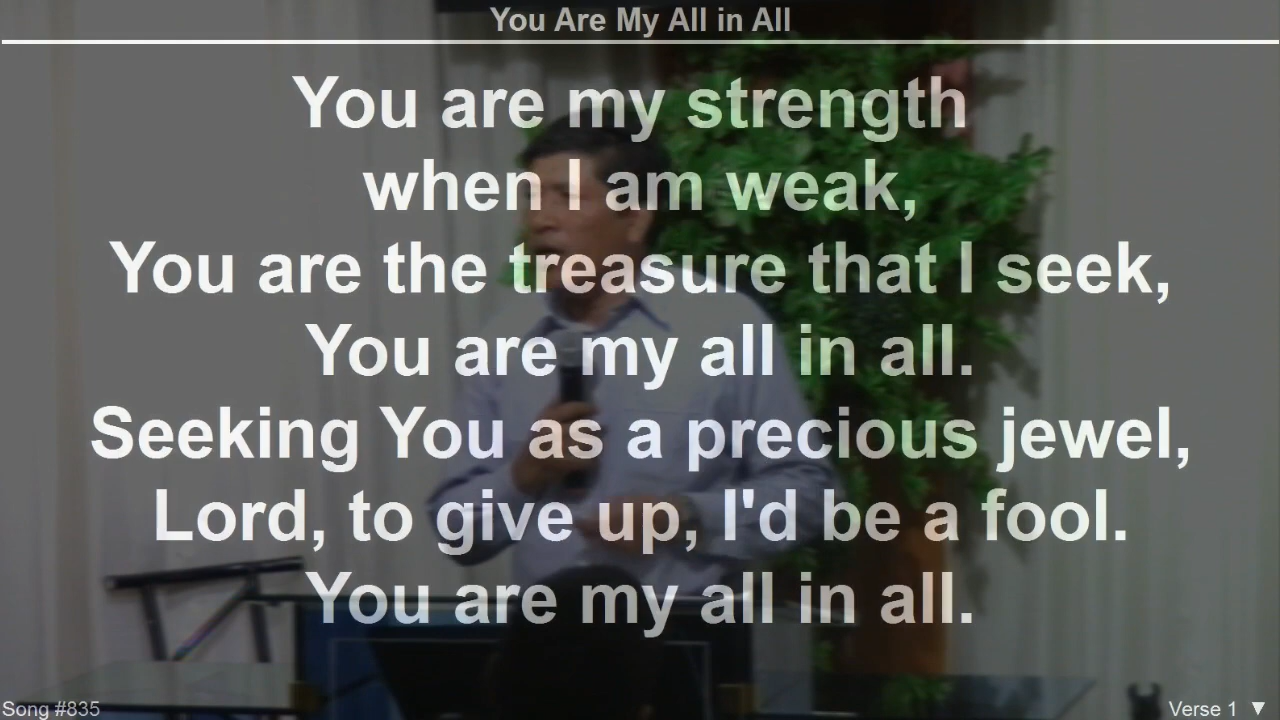 You Are My All in All
You are my strength
when I am weak,
You are the treasure that I seek,
You are my all in all.
Seeking You as a precious jewel,
Lord, to give up, I'd be a fool.
You are my all in all.
Song #835
Verse 1 ▼